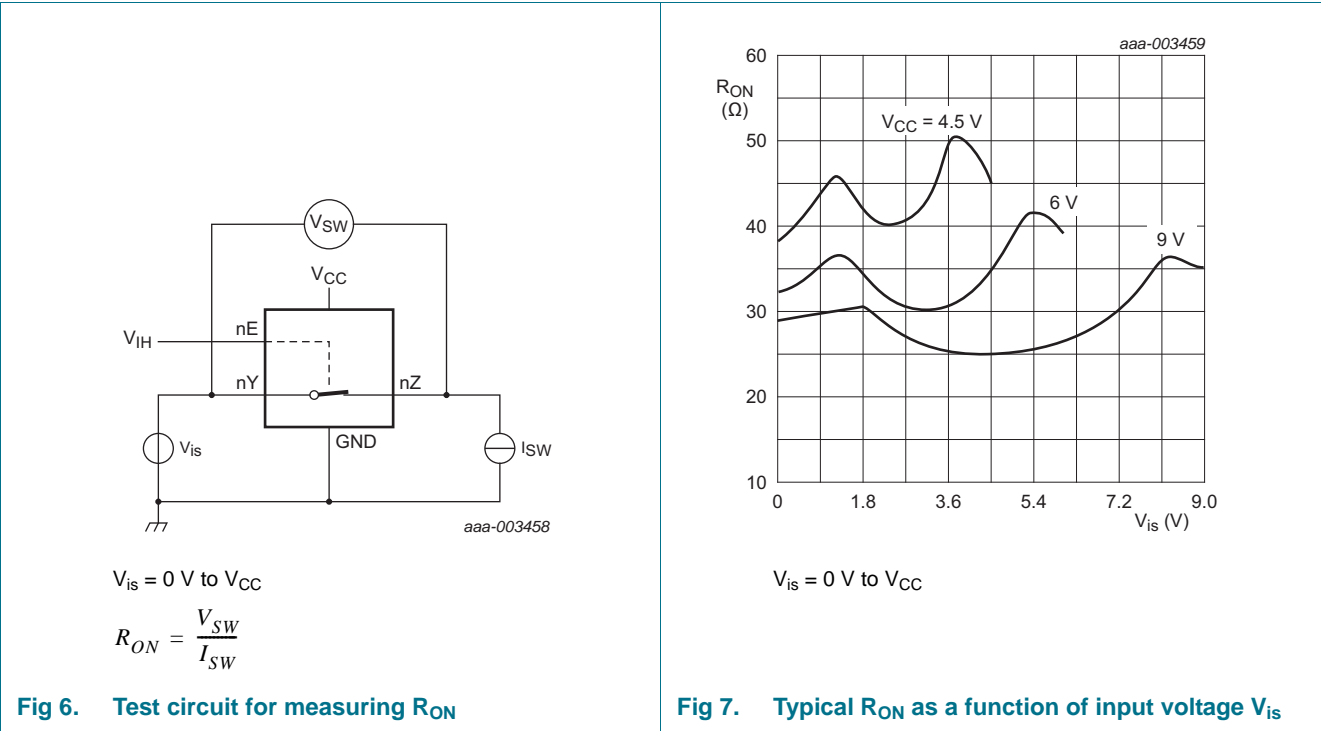 V_SW
V_CC
V_IH
nE
nY
nZ
GND
V_is
I_SW
aaa-003458
V_is = 0 V to V_CC
R_ON = V_SW / I_SW
Fig 6. Test circuit for measuring R_ON
aaa-003459
60
R_ON
(Ω)
50
40
30
20
10
V_CC = 4.5 V
6 V
9 V
0 1.8 3.6 5.4 7.2 9.0
V_is (V)
V_is = 0 V to V_CC
Fig 7. Typical R_ON as a function of input voltage V_is